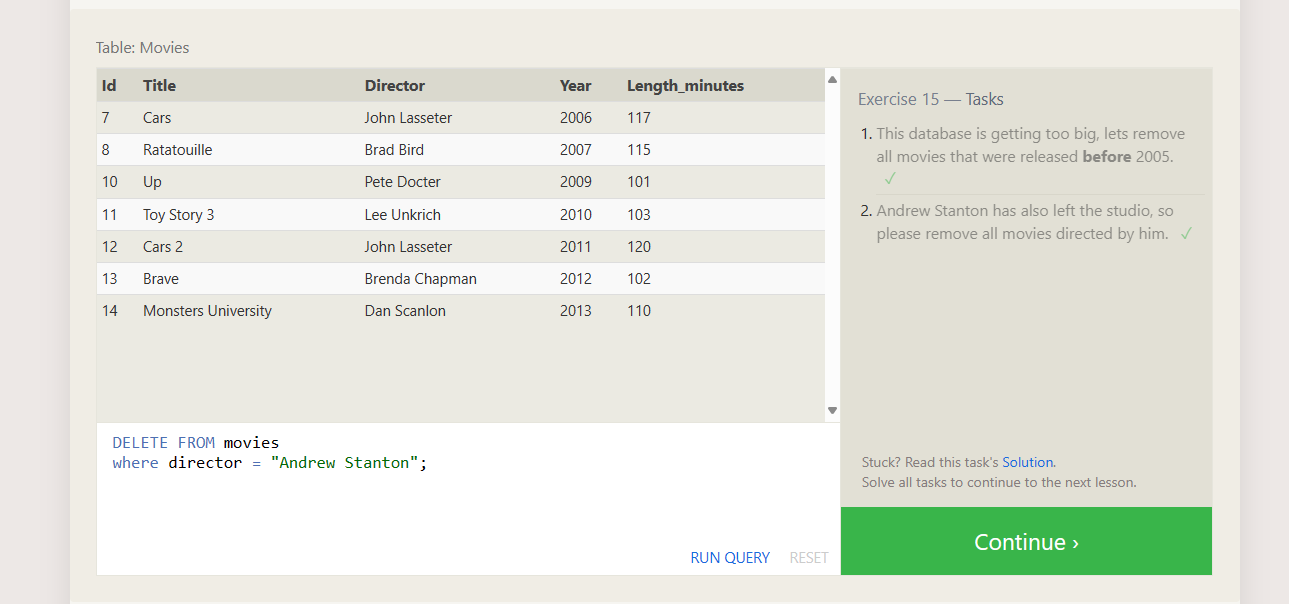 Table: Movies
Id Title Director Year Length_minutes
7 Cars John Lasseter 2006 117
8 Ratatouille Brad Bird 2007 115
10 Up Pete Docter 2009 101
11 Toy Story 3 Lee Unkrich 2010 103
12 Cars 2 John Lasseter 2011 120
13 Brave Brenda Chapman 2012 102
14 Monsters University Dan Scanlon 2013 110
DELETE FROM movies
where director = "Andrew Stanton";
RUN QUERY RESET
Exercise 15 — Tasks
1. This database is getting too big, lets remove
all movies that were released before 2005.
✓
2. Andrew Stanton has also left the studio, so
please remove all movies directed by him. ✓
Stuck? Read this task's Solution.
Solve all tasks to continue to the next lesson.
Continue ›